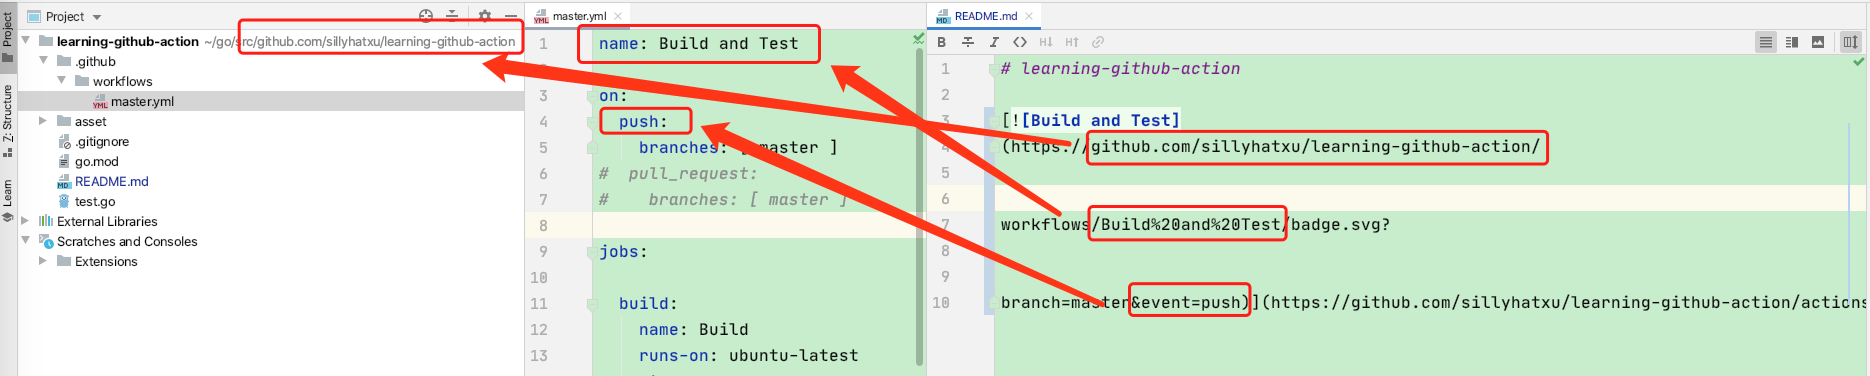 Project
learning-github-action ~/go/src/github.com/sillyhatxu/learning-github-action
.github
workflows
master.yml
asset
.gitignore
go.mod
README.md
test.go
External Libraries
Scratches and Consoles
Extensions
Project
Z: Structure
Learn
master.yml
1 name: Build and Test
3 on:
4 push:
5 branches: [ master ]
6 # pull_request:
7 # branches: [ master ]
8
9 jobs:
10
11 build:
12 name: Build
13 runs-on: ubuntu-latest
README.md
B I H↓ H↑
1 # learning-github-action
2
3 [![Build and Test]
4 (https://github.com/sillyhatxu/learning-github-action/
5
6
7 workflows/Build%20and%20Test/badge.svg?
8
9
10 branch=master&event=push)](https://github.com/sillyhatxu/learning-github-action/actions